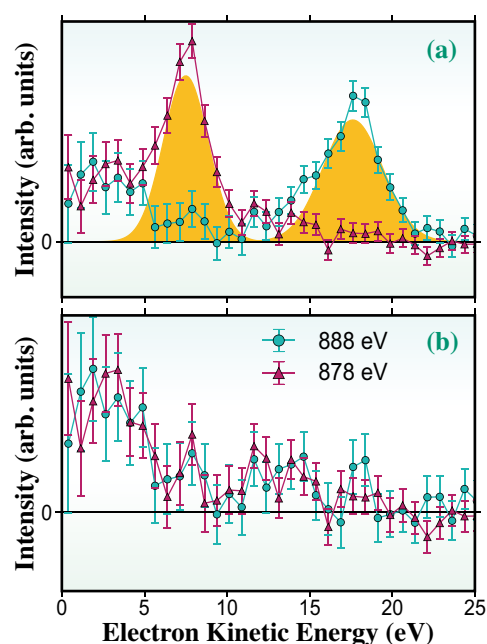 (a)
Intensity (arb. units)
0
(b)
888 eV
878 eV
Intensity (arb. units)
0
0 5 10 15 20 25
Electron Kinetic Energy (eV)